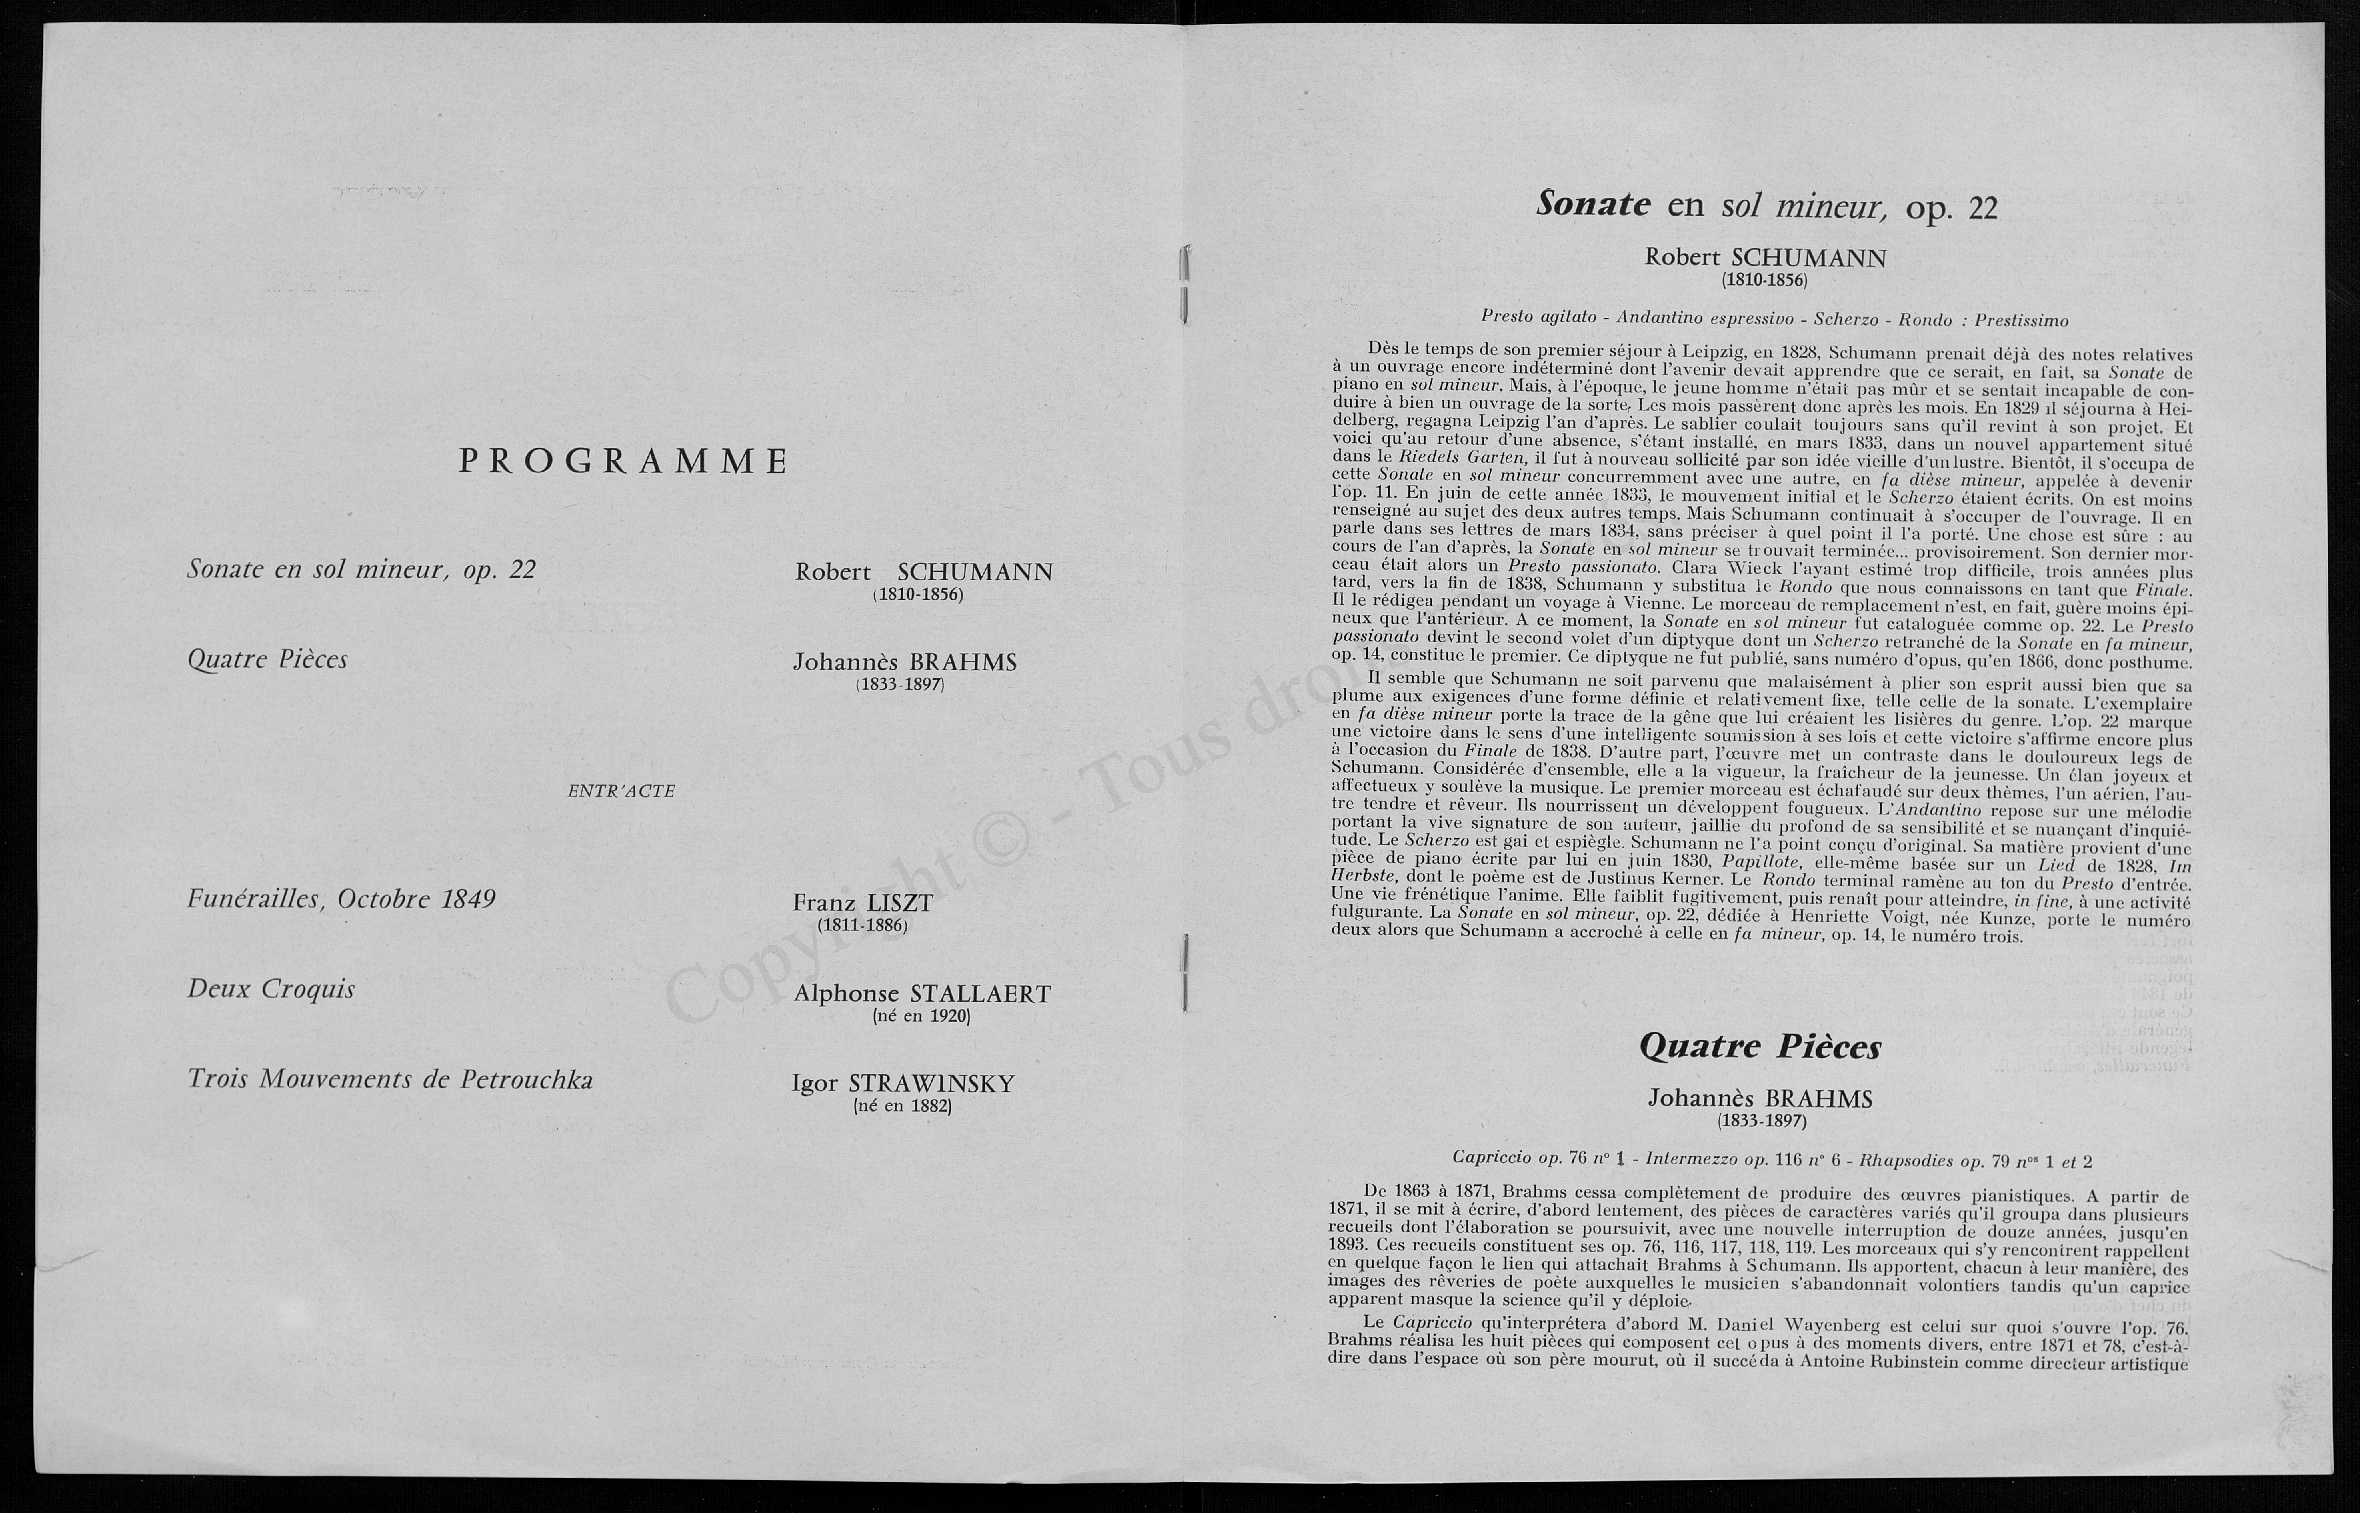 PROGRAMME
Sonate en sol mineur, op. 22
Robert SCHUMANN
(1810-1856)
Quatre Pièces
Johannès BRAHMS
(1833-1897)
ENTR'ACTE
Funérailles, Octobre 1849
Franz LISZT
(1811-1886)
Deux Croquis
Alphonse STALLAERT
(né en 1920)
Trois Mouvements de Petrouchka
Igor STRAWINSKY
(né en 1882)
Copyright © - Tous dro
Sonate en sol mineur, op. 22
Robert SCHUMANN
(1810-1856)
Presto agitato - Andantino espressivo - Scherzo - Rondo : Prestissimo
Dès le temps de son premier séjour à Leipzig, en 1828, Schumann prenait déjà des notes relatives
à un ouvrage encore indéterminé dont l'avenir devait apprendre que ce serait, en fait, sa Sonate de
piano en sol mineur. Mais, à l'époque, le jeune homme n'était pas mûr et se sentait incapable de con-
duire à bien un ouvrage de la sorte. Les mois passèrent donc après les mois. En 1829 il séjourna à Hei-
delberg, regagna Leipzig l'an d'après. Le sablier coulait toujours sans qu'il revint à son projet. Et
voici qu'au retour d'une absence, s'étant installé, en mars 1833, dans un nouvel appartement situé
dans le Riedels Garten, il fut à nouveau sollicité par son idée vieille d'un lustre. Bientôt, il s'occupa de
cette Sonate en sol mineur concurremment avec une autre, en fa dièse mineur, appelée à devenir
l'op. 11. En juin de cette année 1833, le mouvement initial et le Scherzo étaient écrits. On est moins
renseigné au sujet des deux autres temps. Mais Schumann continuait à s'occuper de l'ouvrage. Il en
parle dans ses lettres de mars 1834, sans préciser à quel point il l'a porté. Une chose est sûre : au
cours de l'an d'après, la Sonate en sol mineur se trouvait terminée... provisoirement. Son dernier mor-
ceau était alors un Presto passionato. Clara Wieck l'ayant estimé trop difficile, trois années plus
tard, vers la fin de 1838, Schumann y substitua le Rondo que nous connaissons en tant que Finale.
Il le rédigea pendant un voyage à Vienne. Le morceau de remplacement n'est, en fait, guère moins épi-
neux que l'antérieur. A ce moment, la Sonate en sol mineur fut cataloguée comme op. 22. Le Presto
passionato devint le second volet d'un diptyque dont un Scherzo retranché de la Sonate en fa mineur,
op. 14, constitue le premier. Ce diptyque ne fut publié, sans numéro d'opus, qu'en 1866, donc posthume.
Il semble que Schumann ne soit parvenu que malaisément à plier son esprit aussi bien que sa
plume aux exigences d'une forme définie et relativement fixe, telle celle de la sonate. L'exemplaire
en fa dièse mineur porte la trace de la gêne que lui créaient les lisières du genre. L'op. 22 marque
une victoire dans le sens d'une intelligente soumission à ses lois et cette victoire s'affirme encore plus
à l'occasion du Finale de 1838. D'autre part, l'œuvre met un contraste dans le douloureux legs de
Schumann. Considérée d'ensemble, elle a la vigueur, la fraîcheur de la jeunesse. Un élan joyeux et
affectueux y soulève la musique. Le premier morceau est échafaudé sur deux thèmes, l'un aérien, l'au-
tre tendre et rêveur. Ils nourrissent un développent fougueux. L'Andantino repose sur une mélodie
portant la vive signature de son auteur, jaillie du profond de sa sensibilité et se nuançant d'inquié-
tude. Le Scherzo est gai et espiègle. Schumann ne l'a point conçu d'original. Sa matière provient d'une
pièce de piano écrite par lui en juin 1830, Papillote, elle-même basée sur un Lied de 1828, Im
Herbste, dont le poème est de Justinus Kerner. Le Rondo terminal ramène au ton du Presto d'entrée.
Une vie frénétique l'anime. Elle faiblit fugitivement, puis renaît pour atteindre, in fine, à une activité
fulgurante. La Sonate en sol mineur, op. 22, dédiée à Henriette Voigt, née Kunze, porte le numéro
deux alors que Schumann a accroché à celle en fa mineur, op. 14, le numéro trois.
Quatre Pièces
Johannès BRAHMS
(1833-1897)
Capriccio op. 76 n° 1 - Intermezzo op. 116 n° 6 - Rhapsodies op. 79 nos 1 et 2
De 1863 à 1871, Brahms cessa complètement de produire des œuvres pianistiques. A partir de
1871, il se mit à écrire, d'abord lentement, des pièces de caractères variés qu'il groupa dans plusieurs
recueils dont l'élaboration se poursuivit, avec une nouvelle interruption de douze années, jusqu'en
1893. Ces recueils constituent ses op. 76, 116, 117, 118, 119. Les morceaux qui s'y rencontrent rappellent
en quelque façon le lien qui attachait Brahms à Schumann. Ils apportent, chacun à leur manière, des
images des rêveries de poète auxquelles le musicien s'abandonnait volontiers tandis qu'un caprice
apparent masque la science qu'il y déploie.
Le Capriccio qu'interprétera d'abord M. Daniel Wayenberg est celui sur quoi s'ouvre l'op. 76.
Brahms réalisa les huit pièces qui composent cet opus à des moments divers, entre 1871 et 78, c'est-à-
dire dans l'espace où son père mourut, où il succéda à Antoine Rubinstein comme directeur artistique